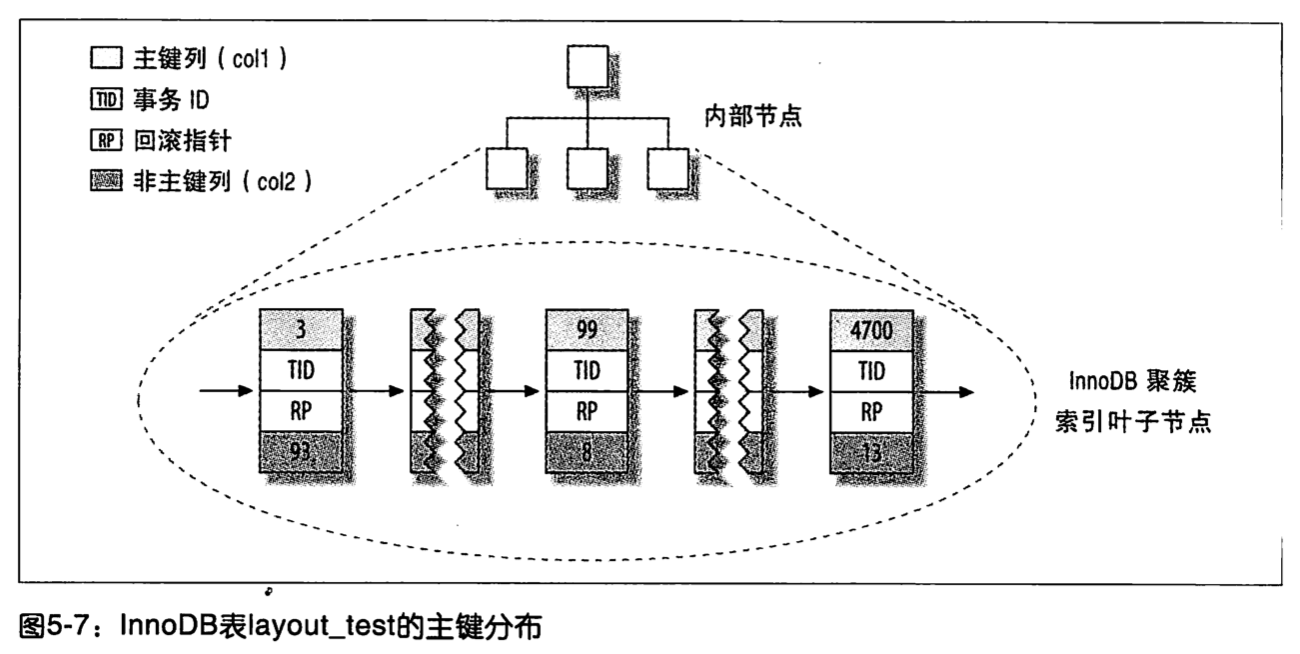 主键列（col1）
TID 事务 ID
RP 回滚指针
非主键列（col2）
内部节点
3 99 4700
TID TID TID
RP RP RP
93 8 13
InnoDB 聚簇
索引叶子节点
图5-7：InnoDB表layout_test的主键分布